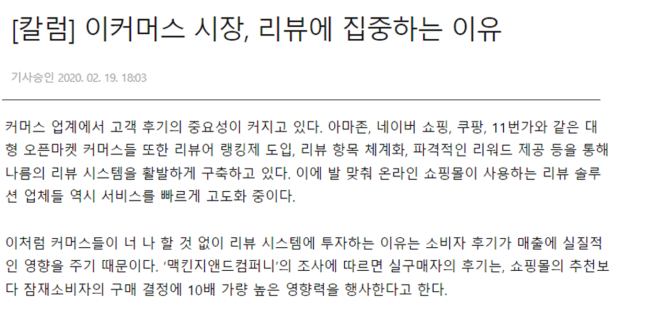 [칼럼] 이커머스 시장, 리뷰에 집중하는 이유
기사승인 2020. 02. 19. 18:03
커머스 업계에서 고객 후기의 중요성이 커지고 있다. 아마존, 네이버 쇼핑, 쿠팡, 11번가와 같은 대
형 오픈마켓 커머스들 또한 리뷰어 랭킹제 도입, 리뷰 항목 체계화, 파격적인 리워드 제공 등을 통해
나름의 리뷰 시스템을 활발하게 구축하고 있다. 이에 발 맞춰 온라인 쇼핑몰이 사용하는 리뷰 솔루
션 업체들 역시 서비스를 빠르게 고도화 중이다.
이처럼 커머스들이 너 나 할 것 없이 리뷰 시스템에 투자하는 이유는 소비자 후기가 매출에 실질적
인 영향을 주기 때문이다. ‘맥킨지앤드컴퍼니’의 조사에 따르면 실구매자의 후기는, 쇼핑몰의 추천보
다 잠재소비자의 구매 결정에 10배 가량 높은 영향력을 행사한다고 한다.